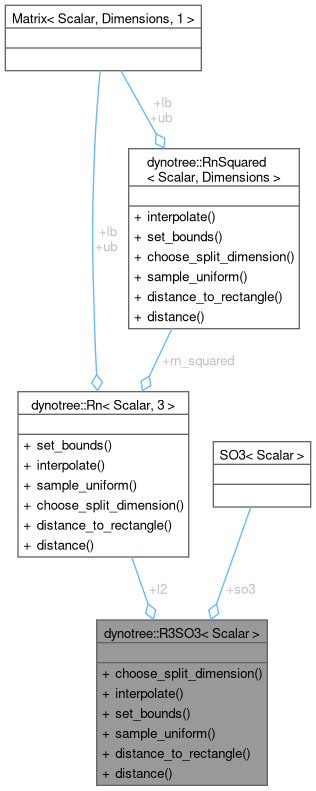 Matrix< Scalar, Dimensions, 1 >
+lb
+ub
dynotree::RnSquared
< Scalar, Dimensions >
+ interpolate()
+ set_bounds()
+ choose_split_dimension()
+ sample_uniform()
+ distance_to_rectangle()
+ distance()
+lb
+ub
+rn_squared
dynotree::Rn< Scalar, 3 >
+ set_bounds()
+ interpolate()
+ sample_uniform()
+ choose_split_dimension()
+ distance_to_rectangle()
+ distance()
SO3< Scalar >
+l2
+so3
dynotree::R3SO3< Scalar >
+ choose_split_dimension()
+ interpolate()
+ set_bounds()
+ sample_uniform()
+ distance_to_rectangle()
+ distance()